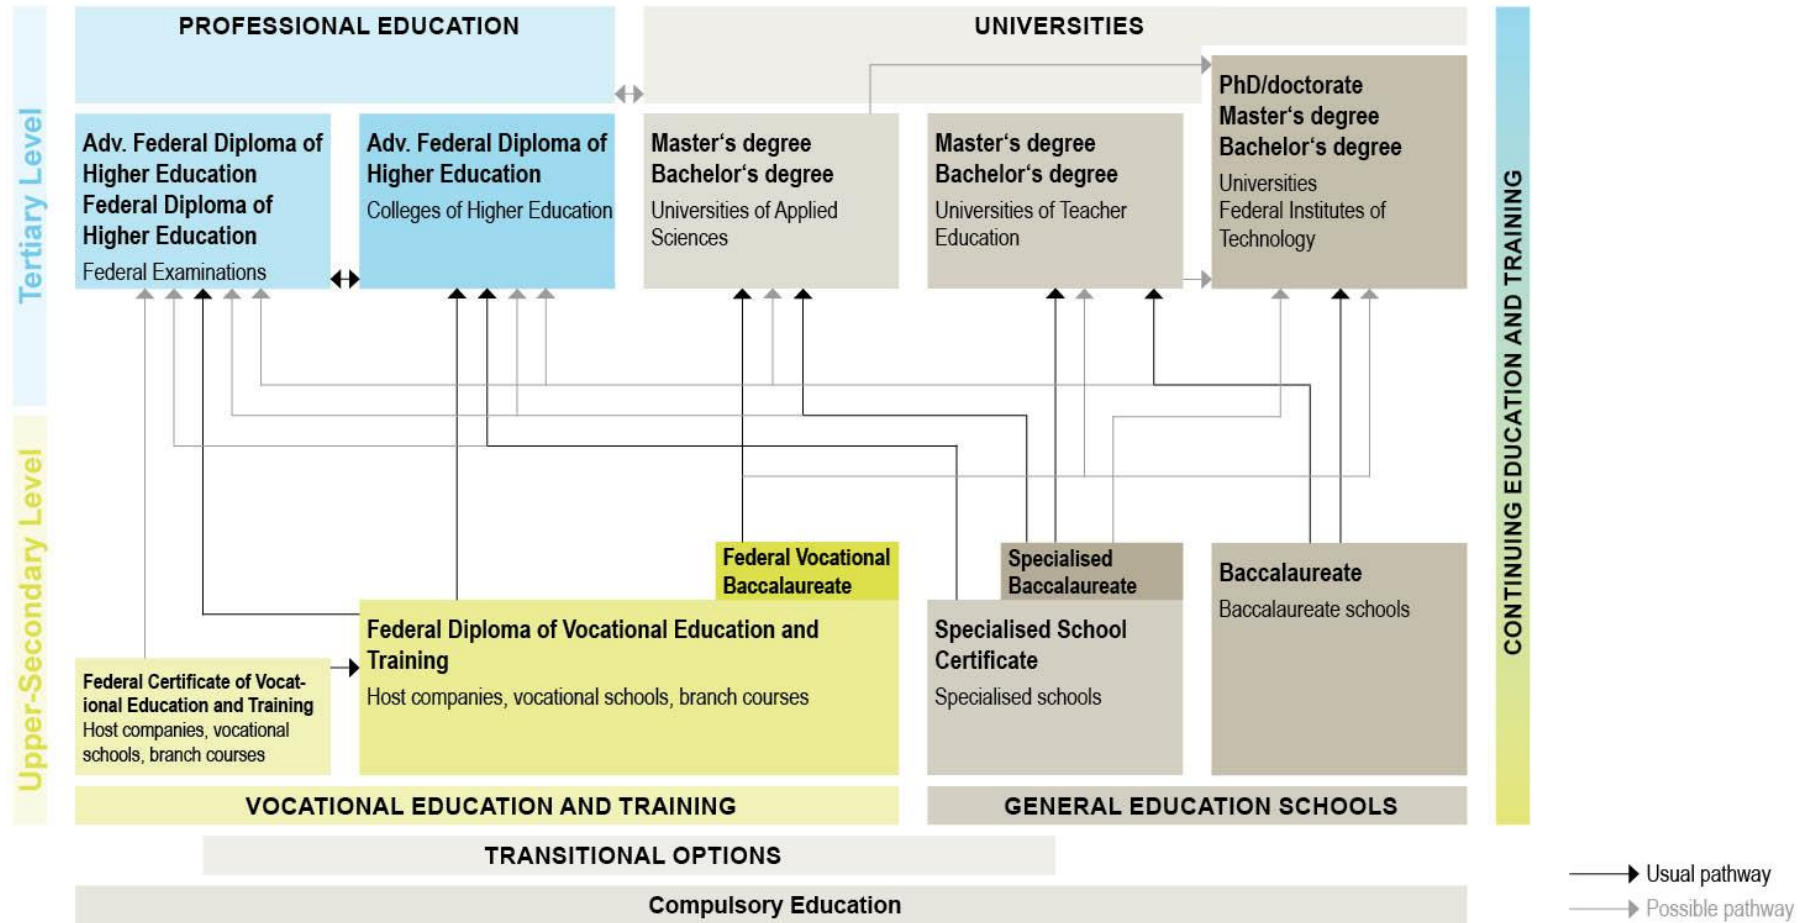 PROFESSIONAL EDUCATION
UNIVERSITIES
Tertiary Level
Adv. Federal Diploma of
Higher Education
Federal Diploma of
Higher Education
Federal Examinations
Adv. Federal Diploma of
Higher Education
Colleges of Higher Education
Master‘s degree
Bachelor‘s degree
Universities of Applied
Sciences
Master‘s degree
Bachelor‘s degree
Universities of Teacher
Education
PhD/doctorate
Master‘s degree
Bachelor‘s degree
Universities
Federal Institutes of
Technology
CONTINUING EDUCATION AND TRAINING
Upper-Secondary Level
Federal Certificate of Vocat-
ional Education and Training
Host companies, vocational
schools, branch courses
Federal Vocational
Baccalaureate
Federal Diploma of Vocational Education and
Training
Host companies, vocational schools, branch courses
Specialised
Baccalaureate
Specialised School
Certificate
Specialised schools
Baccalaureate
Baccalaureate schools
VOCATIONAL EDUCATION AND TRAINING
GENERAL EDUCATION SCHOOLS
TRANSITIONAL OPTIONS
Compulsory Education
Usual pathway
Possible pathway